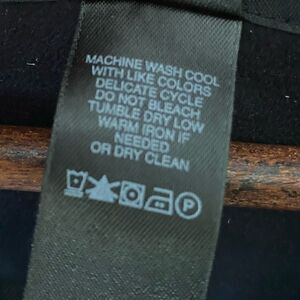 MACHINE WASH COOL
WITH LIKE COLORS
DELICATE CYCLE
DO NOT BLEACH
TUMBLE DRY LOW
WARM IRON IF
NEEDED
OR DRY CLEAN
P